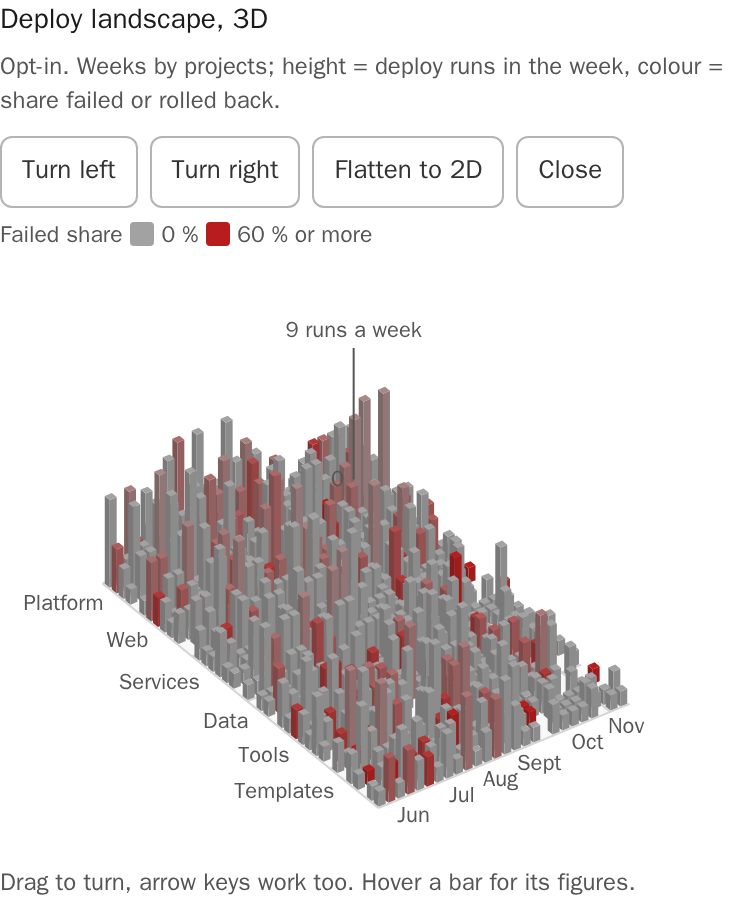 Deploy landscape, 3D
Opt-in. Weeks by projects; height = deploy runs in the week, colour =
share failed or rolled back.
Turn left
Turn right
Flatten to 2D
Close
Failed share 0 % 60 % or more
9 runs a week
0
Platform
Web
Services
Data
Tools
Templates
Jun
Jul
Aug
Sept
Oct
Nov
Drag to turn, arrow keys work too. Hover a bar for its figures.